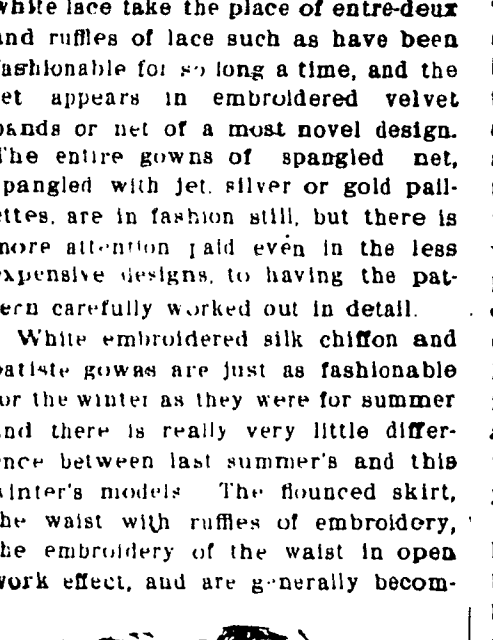 white lace take the place of entre-deux
and ruffles of lace such as have been
fashionable for so long a time, and the
jet appears in embroidered velvet
bands or net of a most novel design.
The entire gowns of spangled net,
spangled with jet, silver or gold pail-
ettes, are in fashion still, but there is
more attention paid even in the less
expensive designs, to having the pat-
tern carefully worked out in detail.
White embroidered silk chiffon and
batiste gowns are just as fashionable
for the winter as they were for summer
and there is really very little differ-
ence between last summer's and this
winter's models The flounced skirt,
the waist with ruffles of embroidery,
the embroidery of the waist in open
work effect, and are generally becom-